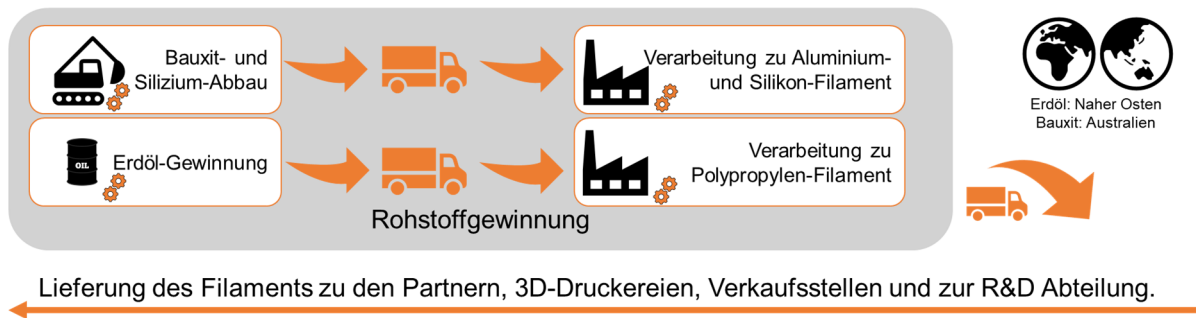 Bauxit- und
Silizium-Abbau
Verarbeitung zu Aluminium-
und Silikon-Filament
Erdöl: Naher Osten
Bauxit: Australien
OIL
Erdöl-Gewinnung
Verarbeitung zu
Polypropylen-Filament
Rohstoffgewinnung
Lieferung des Filaments zu den Partnern, 3D-Druckereien, Verkaufsstellen und zur R&D Abteilung.